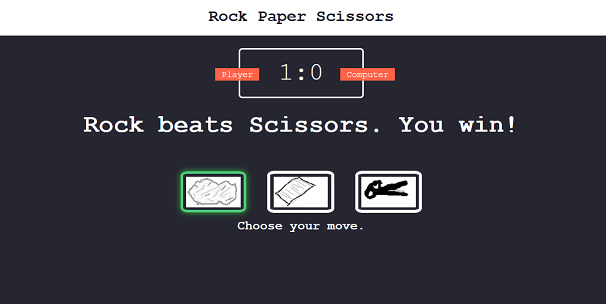 Rock Paper Scissors
Player 1:0 Computer
Rock beats Scissors. You win!
Choose your move.